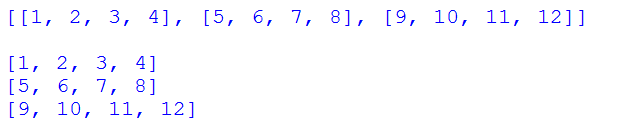 [[1, 2, 3, 4], [5, 6, 7, 8], [9, 10, 11, 12]]
[1, 2, 3, 4]
[5, 6, 7, 8]
[9, 10, 11, 12]